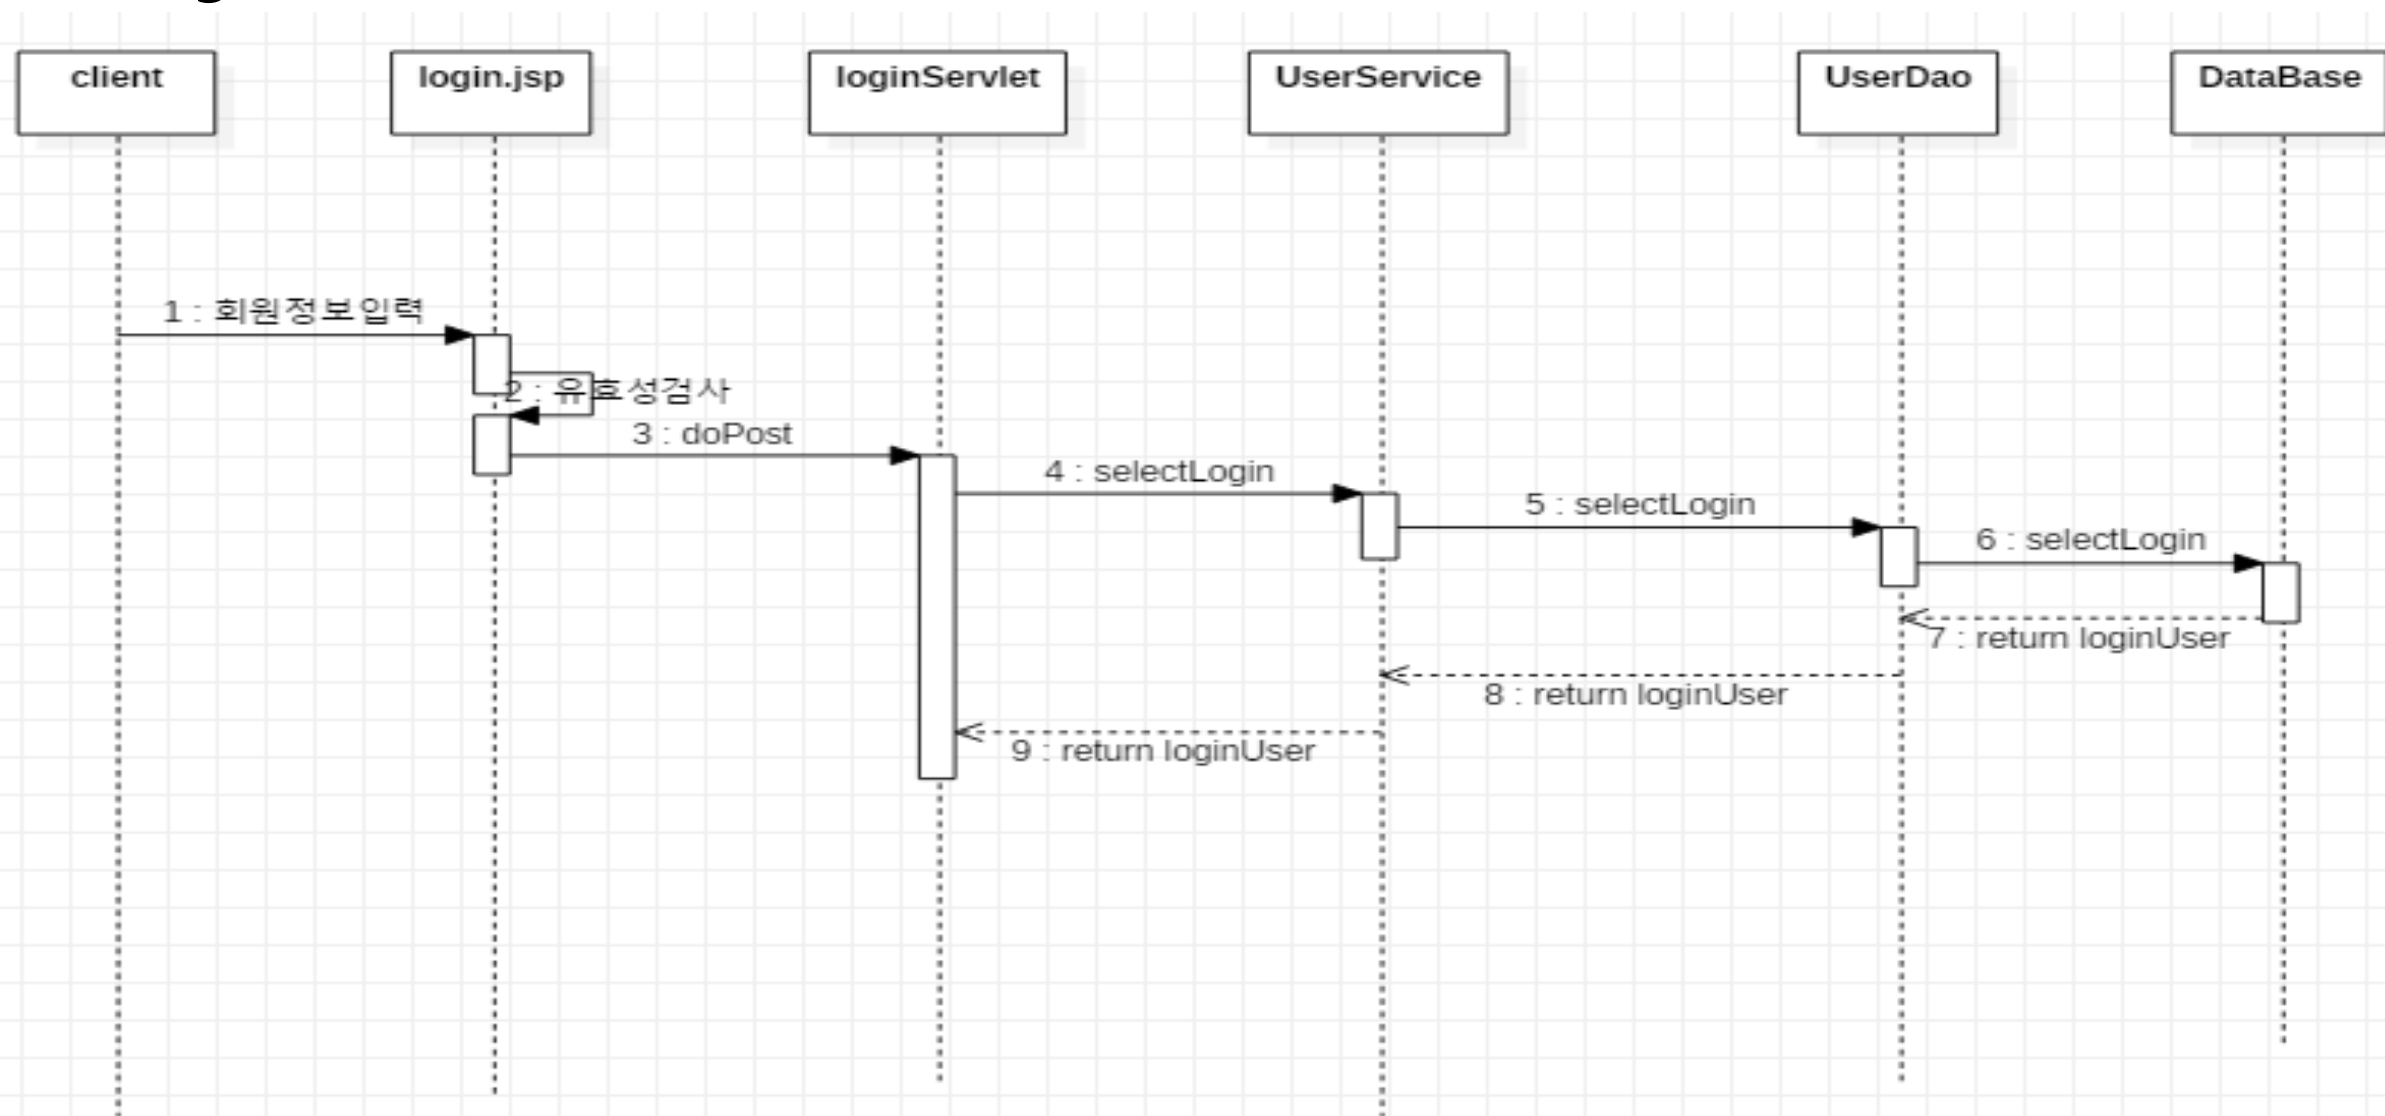 client
login.jsp
loginServlet
UserService
UserDao
DataBase
1 : 회원정보입력
2 : 유효성검사
3 : doPost
4 : selectLogin
5 : selectLogin
6 : selectLogin
7 : return loginUser
8 : return loginUser
9 : return loginUser